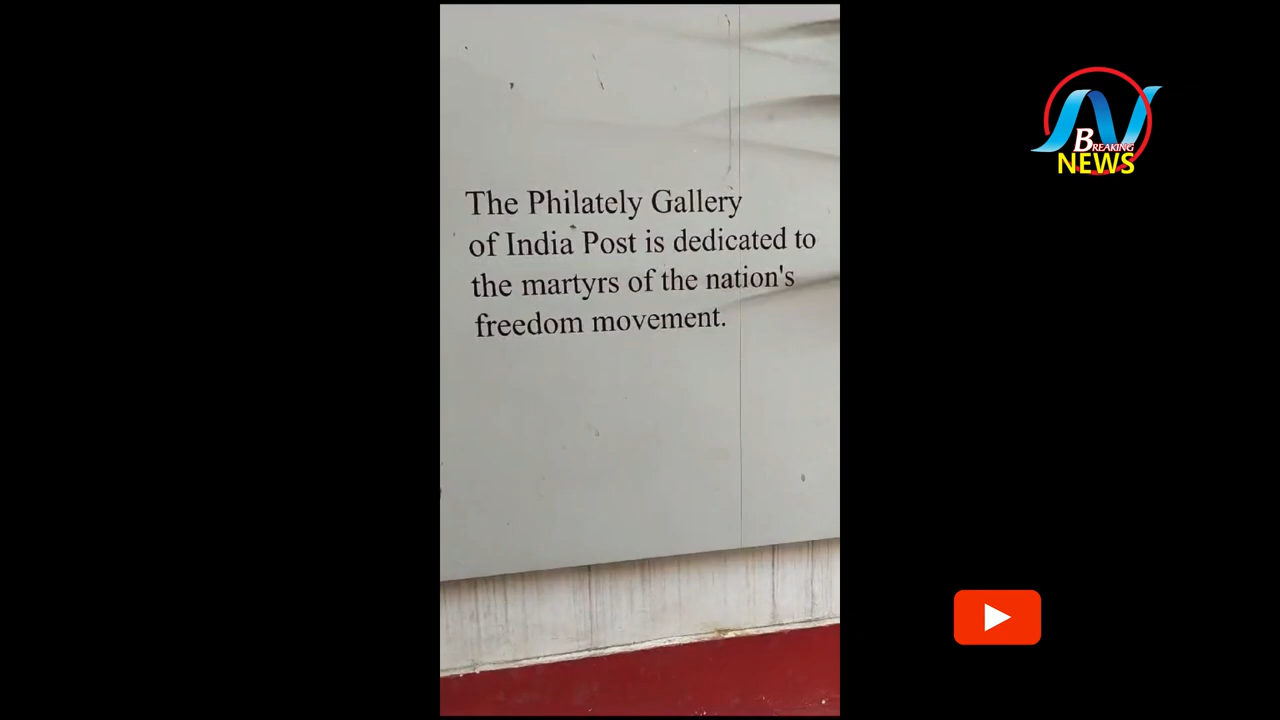 The Philately Gallery
of India Post is dedicated to
the martyrs of the nation's
freedom movement.
BREAKING
NEWS